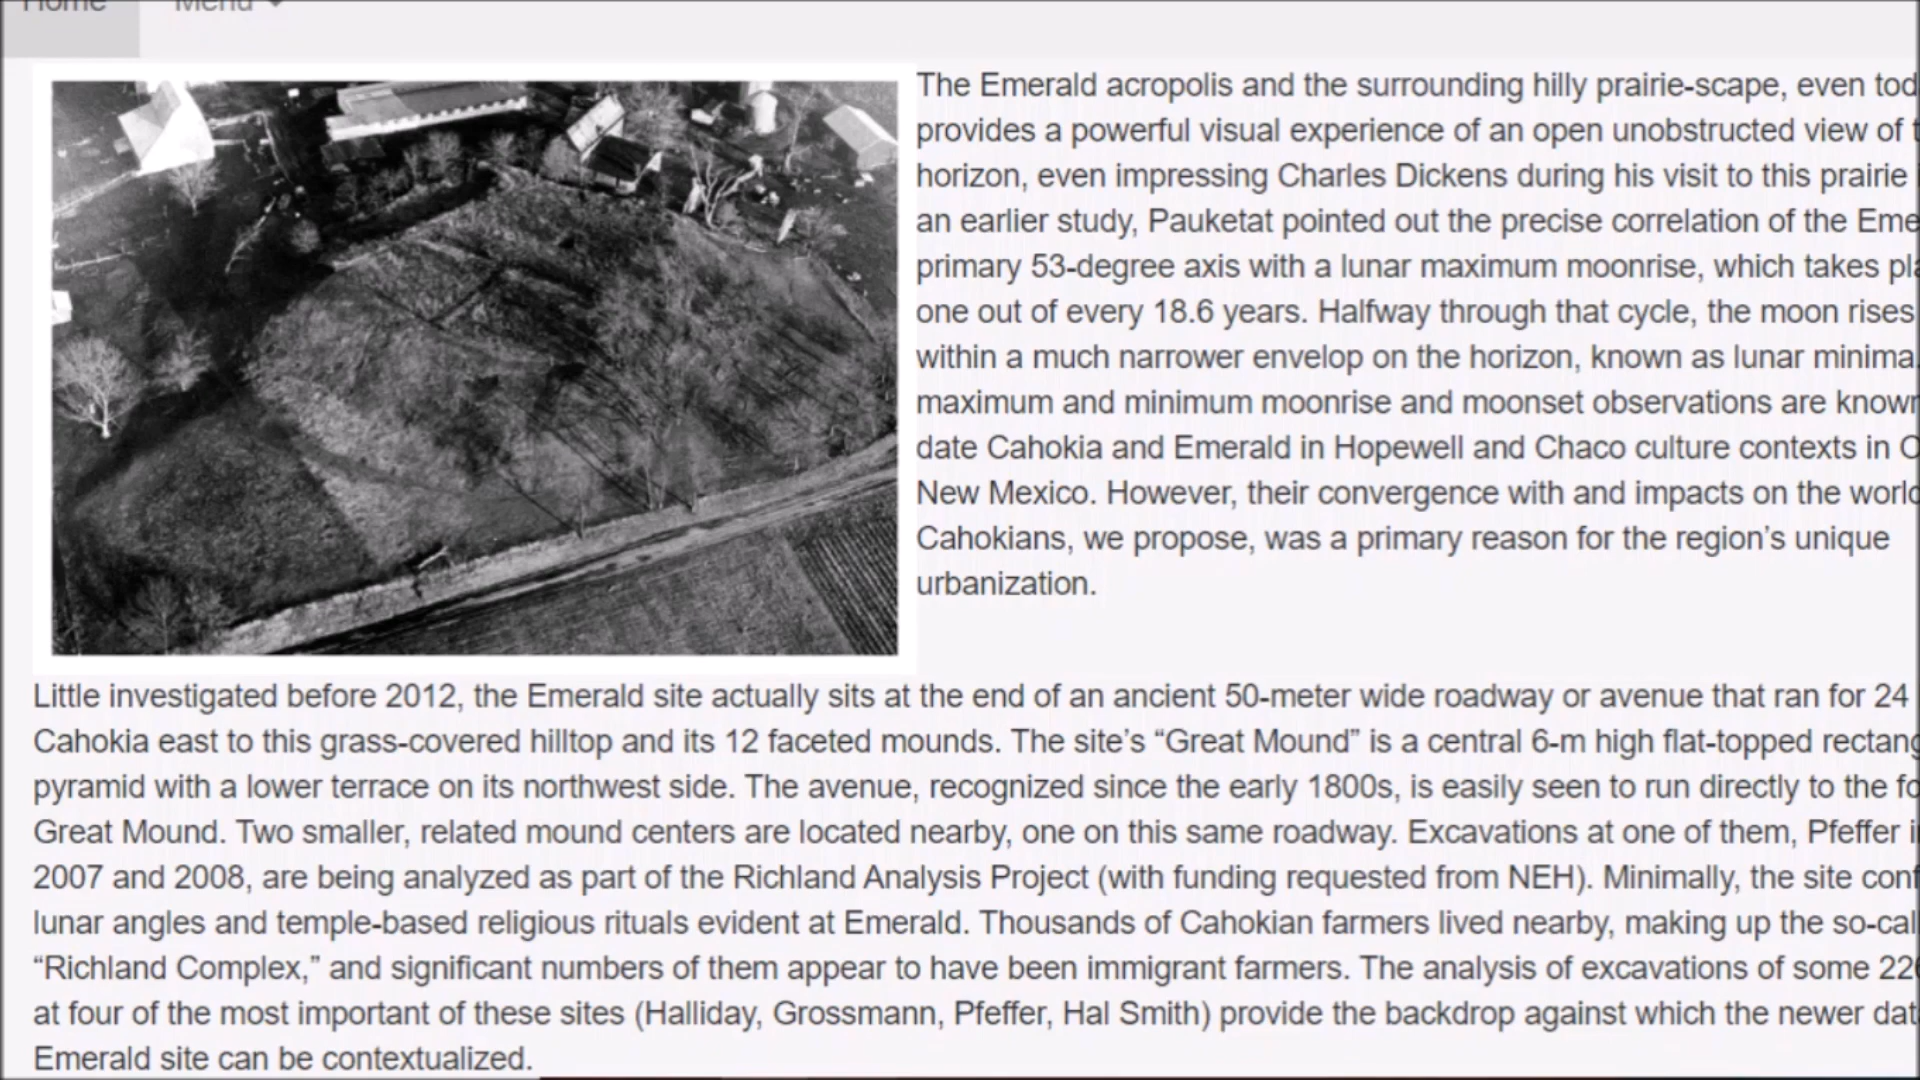 Home Menu
The Emerald acropolis and the surrounding hilly prairie-scape, even
provides a powerful visual experience of an open unobstructed view of
horizon, even impressing Charles Dickens during his visit to this prairie
an earlier study, Pauketat pointed out the precise correlation of the
primary 53-degree axis with a lunar maximum moonrise, which takes
one out of every 18.6 years. Halfway through that cycle, the moon rises
within a much narrower envelop on the horizon, known as lunar minima.
maximum and minimum moonrise and moonset observations are
date Cahokia and Emerald in Hopewell and Chaco culture contexts in
New Mexico. However, their convergence with and impacts on the
Cahokians, we propose, was a primary reason for the region’s unique
urbanization.
Little investigated before 2012, the Emerald site actually sits at the end of an ancient 50-meter wide roadway or avenue that ran for 24
Cahokia east to this grass-covered hilltop and its 12 faceted mounds. The site’s “Great Mound” is a central 6-m high flat-topped
pyramid with a lower terrace on its northwest side. The avenue, recognized since the early 1800s, is easily seen to run directly to the
Great Mound. Two smaller, related mound centers are located nearby, one on this same roadway. Excavations at one of them, Pfeffer
2007 and 2008, are being analyzed as part of the Richland Analysis Project (with funding requested from NEH). Minimally, the site
lunar angles and temple-based religious rituals evident at Emerald. Thousands of Cahokian farmers lived nearby, making up the
“Richland Complex,” and significant numbers of them appear to have been immigrant farmers. The analysis of excavations of some
at four of the most important of these sites (Halliday, Grossmann, Pfeffer, Hal Smith) provide the backdrop against which the newer
Emerald site can be contextualized.